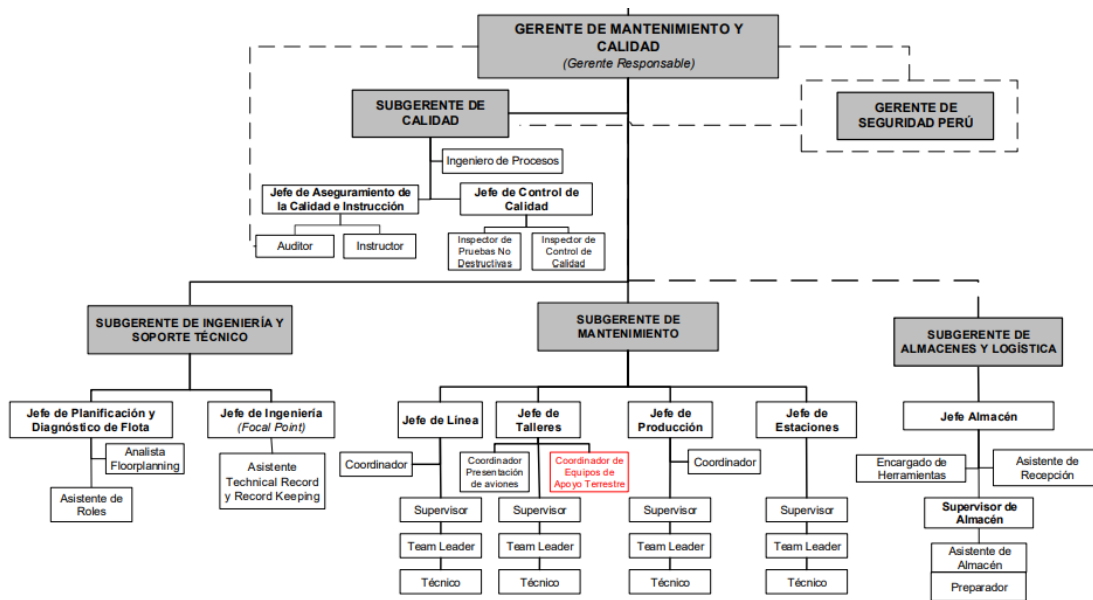 GERENTE DE MANTENIMIENTO Y
CALIDAD
(Gerente Responsable)
SUBGERENTE DE
CALIDAD
GERENTE DE
SEGURIDAD PERÚ
Ingeniero de Procesos
Jefe de Aseguramiento de
la Calidad e Instrucción
Jefe de Control de
Calidad
Auditor
Instructor
Inspector de
Pruebas No
Destructivas
Inspector de
Control de
Calidad
SUBGERENTE DE INGENIERÍA Y
SOPORTE TÉCNICO
SUBGERENTE DE
MANTENIMIENTO
SUBGERENTE DE
ALMACENES Y LOGÍSTICA
Jefe de Planificación y
Diagnóstico de Flota
Analista
Floorplanning
Asistente de
Roles
Jefe de Ingeniería
(Focal Point)
Asistente
Technical Record
y Record Keeping
Jefe de Línea
Coordinador
Supervisor
Team Leader
Técnico
Jefe de
Talleres
Coordinador
Presentación
de aviones
Coordinador de
Equipos de
Apoyo Terrestre
Supervisor
Team Leader
Técnico
Jefe de
Producción
Coordinador
Supervisor
Team Leader
Técnico
Jefe de
Estaciones
Supervisor
Team Leader
Técnico
Jefe Almacén
Encargado de
Herramientas
Asistente de
Recepción
Supervisor de
Almacén
Asistente de
Almacén
Preparador